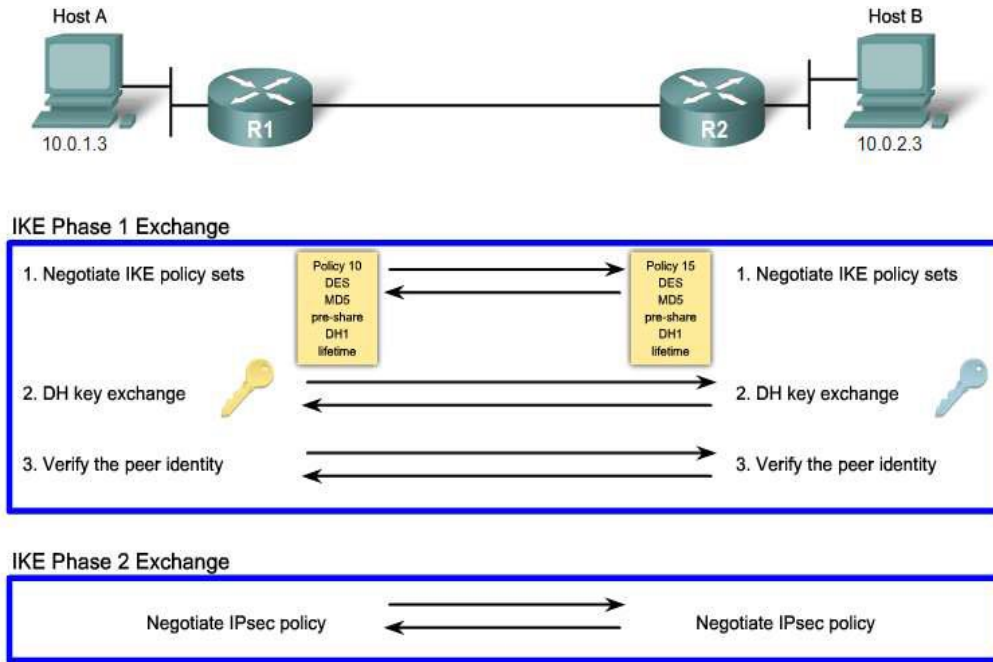 Host A
Host B
R1
R2
10.0.1.3
10.0.2.3
IKE Phase 1 Exchange
1. Negotiate IKE policy sets
Policy 10
DES
MD5
pre-share
DH1
lifetime
Policy 15
DES
MD5
pre-share
DH1
lifetime
1. Negotiate IKE policy sets
2. DH key exchange
2. DH key exchange
3. Verify the peer identity
3. Verify the peer identity
IKE Phase 2 Exchange
Negotiate IPsec policy
Negotiate IPsec policy